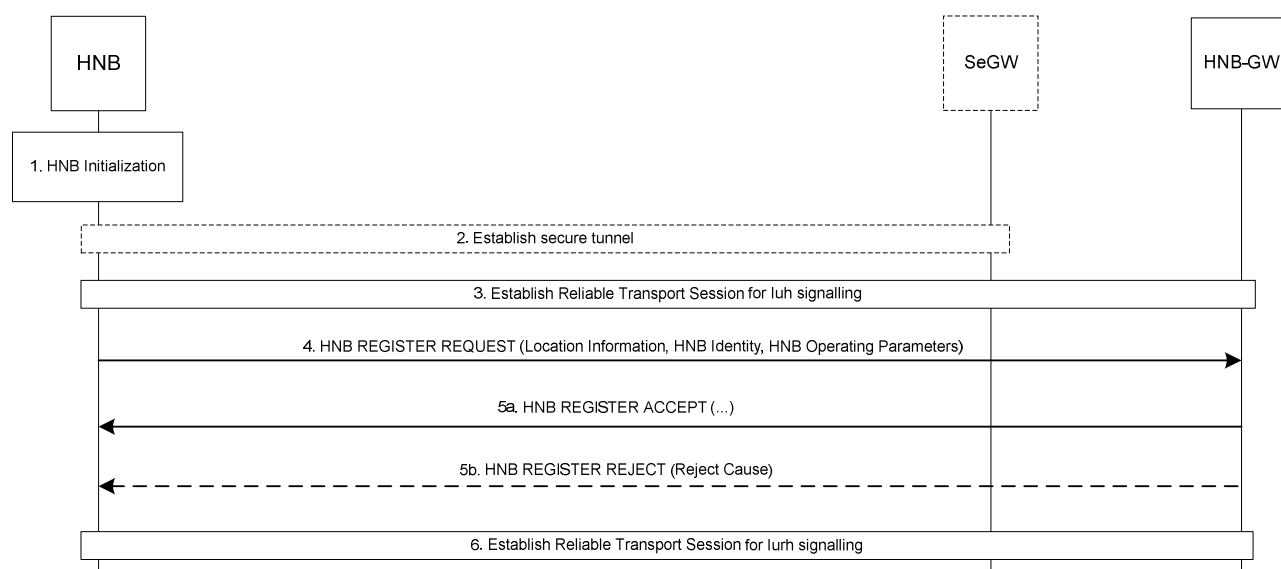 HNB
SeGW
HNB-GW
1. HNB Initialization
2. Establish secure tunnel
3. Establish Reliable Transport Session for Iuh signalling
4. HNB REGISTER REQUEST (Location Information, HNB Identity, HNB Operating Parameters)
5a. HNB REGISTER ACCEPT (...)
5b. HNB REGISTER REJECT (Reject Cause)
6. Establish Reliable Transport Session for Iurh signalling